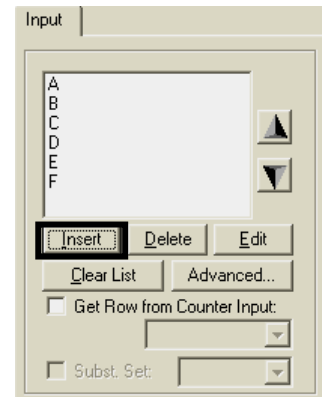 Input
A
B
C
D
E
F
Insert Delete Edit
Clear List Advanced...
Get Row from Counter Input:
Subst. Set: